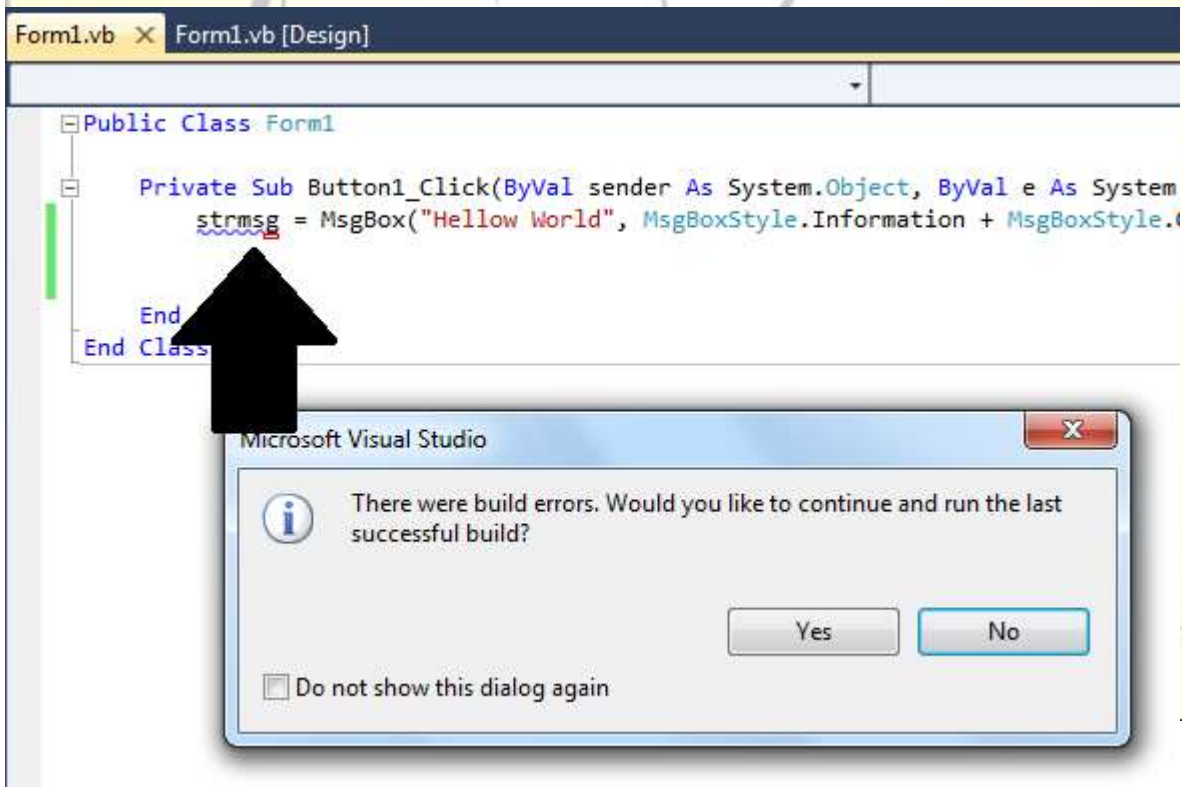 Form1.vb × Form1.vb [Design]
Public Class Form1
Private Sub Button1_Click(ByVal sender As System.Object, ByVal e As System
strmsg = MsgBox("Hellow World", MsgBoxStyle.Information + MsgBoxStyle.
End
End Class
Microsoft Visual Studio
There were build errors. Would you like to continue and run the last
successful build?
Yes No
Do not show this dialog again